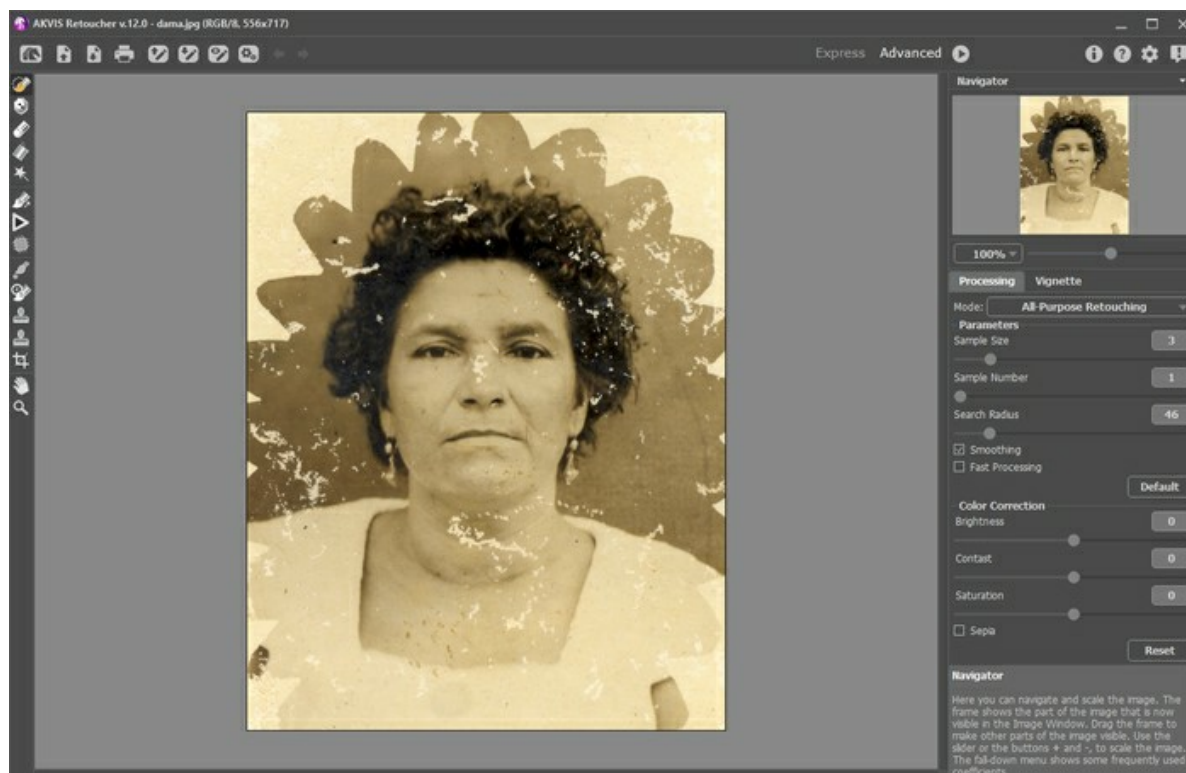 AKVIS Retoucher v.12.0 - dama.jpg (RGB/8, 556x717)
Express Advanced
Navigator
100%
Processing Vignette
Mode: All-Purpose Retouching
Parameters
Sample Size 3
Sample Number 1
Search Radius 46
Smoothing
Fast Processing
Default
Color Correction
Brightness 0
Contast 0
Saturation 0
Sepia
Reset
Navigator
Here you can navigate and scale the image. The
frame shows the part of the image that is now
visible in the Image Window. Drag the frame to
make other parts of the image visible. Use the
slider or the buttons + and -, to scale the image.
The fall-down menu shows some frequently used
coefficients